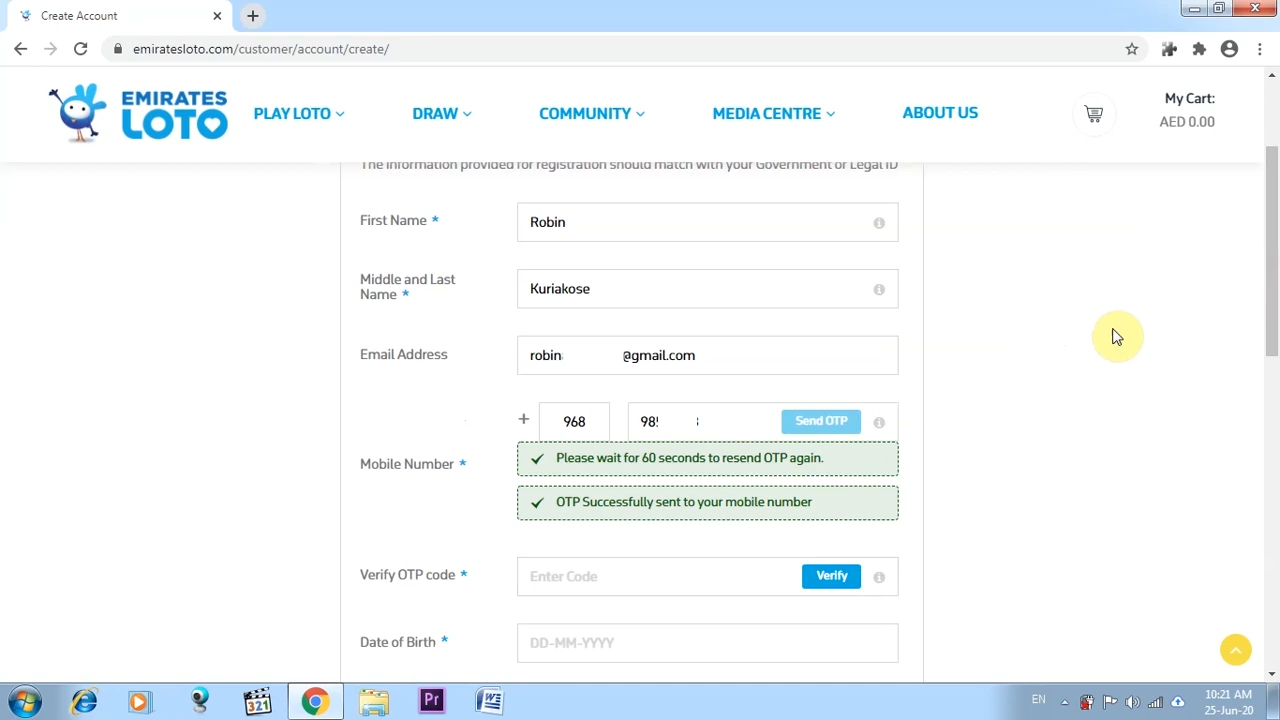 Create Account
emiratesloto.com/customer/account/create/
EMIRATES
LOTO
PLAY LOTO
DRAW
COMMUNITY
MEDIA CENTRE
ABOUT US
My Cart:
AED 0.00
The information provided for registration should match with your Government or Legal ID
First Name *
Robin
Middle and Last
Name *
Kuriakose
Email Address
robin @gmail.com
+ 968
985
Send OTP
Please wait for 60 seconds to resend OTP again.
Mobile Number *
OTP Successfully sent to your mobile number
Verify OTP code *
Enter Code
Verify
Date of Birth *
DD-MM-YYYY
321
Pr
W
EN
10:21 AM
25-Jun-20